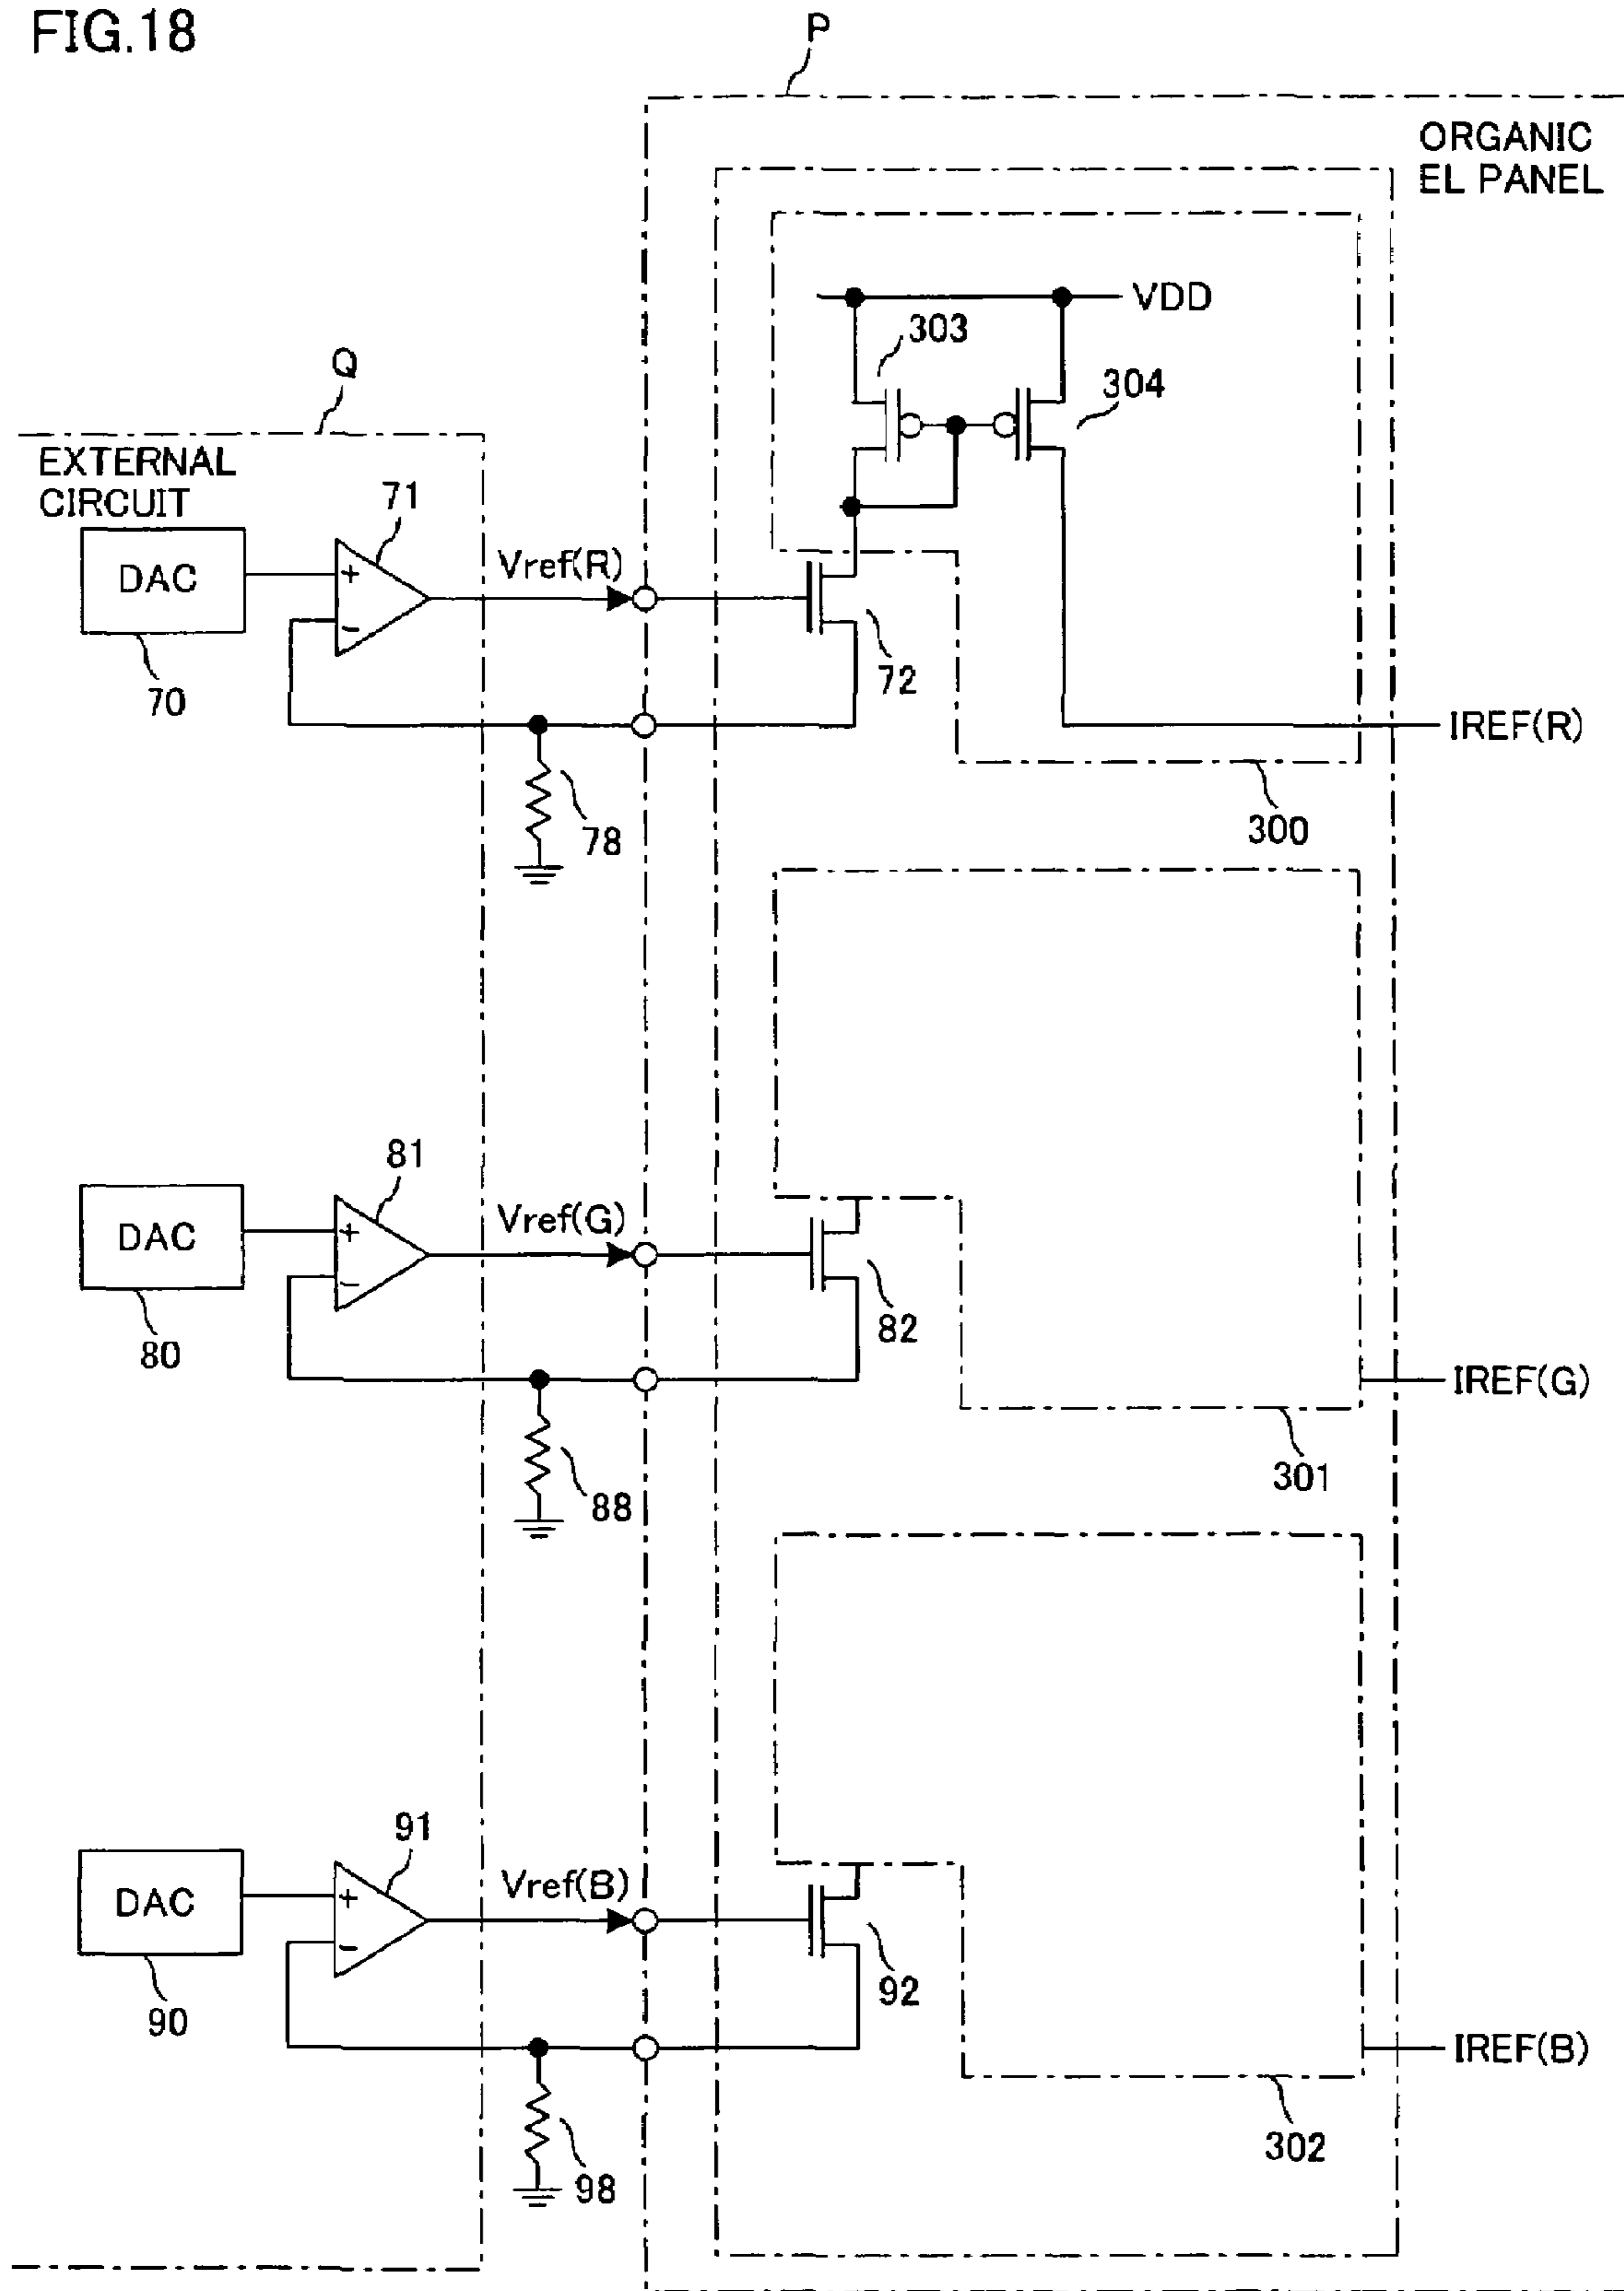 FIG.18
P
ORGANIC
EL PANEL
VDD
303
304
Q
EXTERNAL
CIRCUIT
71
DAC
+
-
Vref(R)
70
72
IREF(R)
78
300
81
DAC
+
-
Vref(G)
80
82
IREF(G)
88
301
91
DAC
+
-
Vref(B)
90
92
IREF(B)
98
302